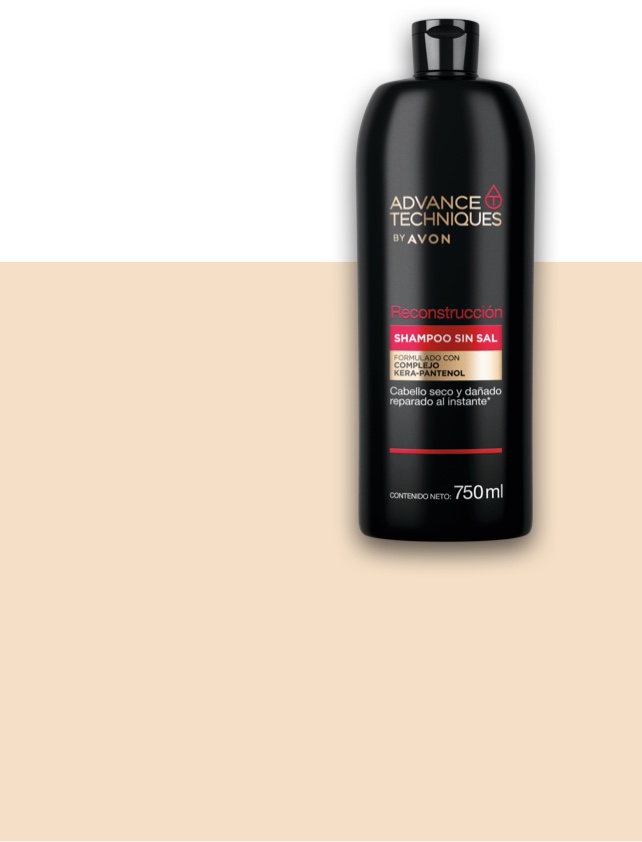 ADVANCE
TECHNIQUES
BY AVON
Reconstrucción
SHAMPOO SIN SAL
FORMULADO CON
COMPLEJO
KERA-PANTENOL
Cabello seco y dañado
reparado al instante*
CONTENIDO NETO: 750ml